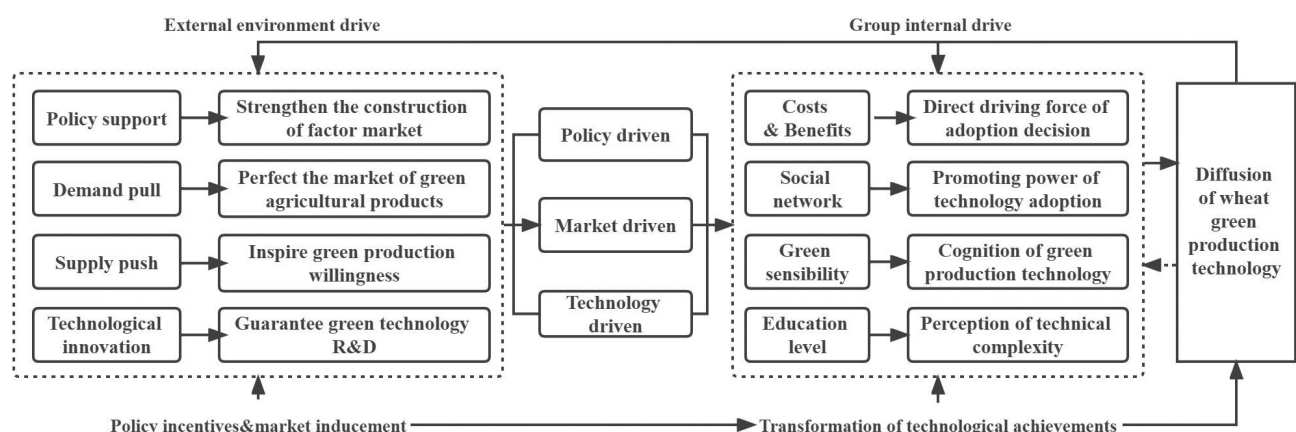 External environment drive
Group internal drive
Policy support
Strengthen the construction
of factor market
Demand pull
Perfect the market of green
agricultural products
Supply push
Inspire green production
willingness
Technological
innovation
Guarantee green technology
R&D
Policy driven
Market driven
Technology
driven
Costs
& Benefits
Direct driving force of
adoption decision
Social
network
Promoting power of
technology adoption
Green
sensibility
Cognition of green
production technology
Education
level
Perception of technical
complexity
Diffusion
of wheat
green
production
technology
Policy incentives&market inducement
Transformation of technological achievements